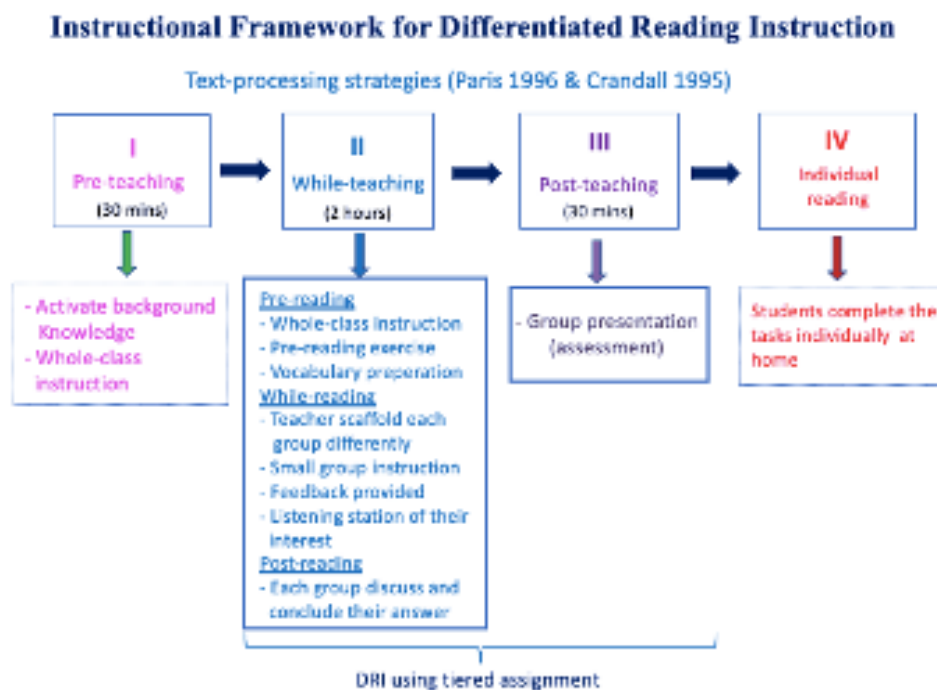 Instructional Framework for Differentiated Reading Instruction
Text-processing strategies (Paris 1996 & Crandall 1995)
I
Pre-teaching
(30 mins)
II
While-teaching
(2 hours)
III
Post-teaching
(30 mins)
IV
Individual
reading
- Activate background
Knowledge
- Whole-class
instruction
Pre-reading
- Whole-class instruction
- Pre-reading exercise
- Vocabulary preparation
While-reading
- Teacher scaffold each
group differently
- Small group instruction
- Feedback provided
- Listening station of their
interest
Post-reading
- Each group discuss and
conclude their answer
- Group presentation
(assessment)
Students complete the
tasks individually at
home
DRI using tiered assignment